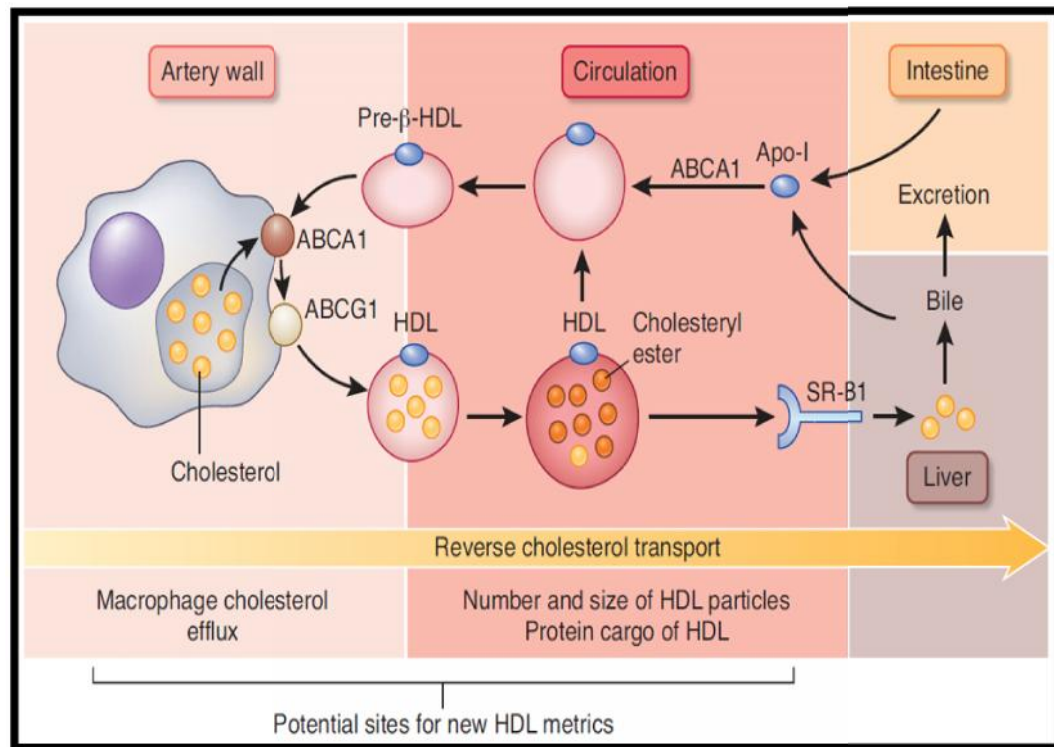 Artery wall
Circulation
Intestine
Pre-β-HDL
ABCA1
Apo-I
Excretion
ABCA1
ABCG1
HDL
HDL
Cholesteryl
ester
SR-B1
Bile
Cholesterol
Liver
Reverse cholesterol transport
Macrophage cholesterol
efflux
Number and size of HDL particles
Protein cargo of HDL
Potential sites for new HDL metrics